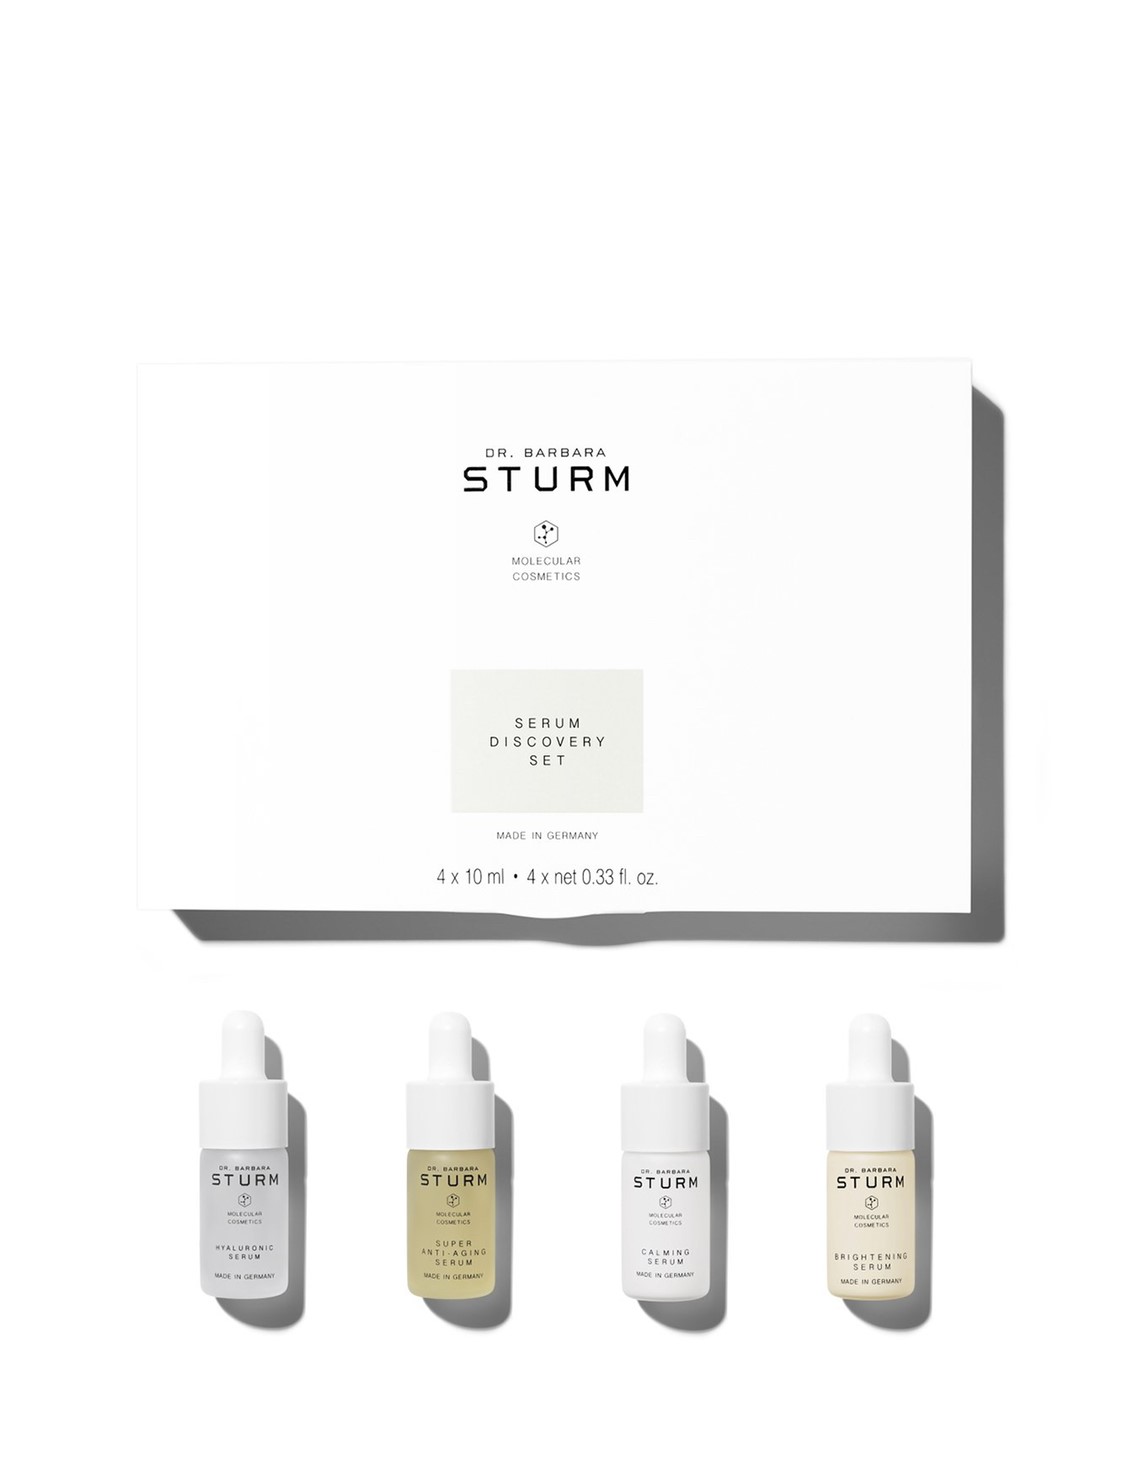 DR. BARBARA
STURM
MOLECULAR
COSMETICS
SERUM
DISCOVERY
SET
MADE IN GERMANY
4 x 10 ml • 4 x net 0.33 fl. oz.
DR. BARBARA
STURM
MOLECULAR
COSMETICS
HYALURONIC
SERUM
MADE IN GERMANY
DR. BARBARA
STURM
MOLECULAR
COSMETICS
SUPER
ANTI-AGING
SERUM
MADE IN GERMANY
DR. BARBARA
STURM
MOLECULAR
COSMETICS
CALMING
SERUM
MADE IN GERMANY
DR. BARBARA
STURM
MOLECULAR
COSMETICS
BRIGHTENING
SERUM
MADE IN GERMANY